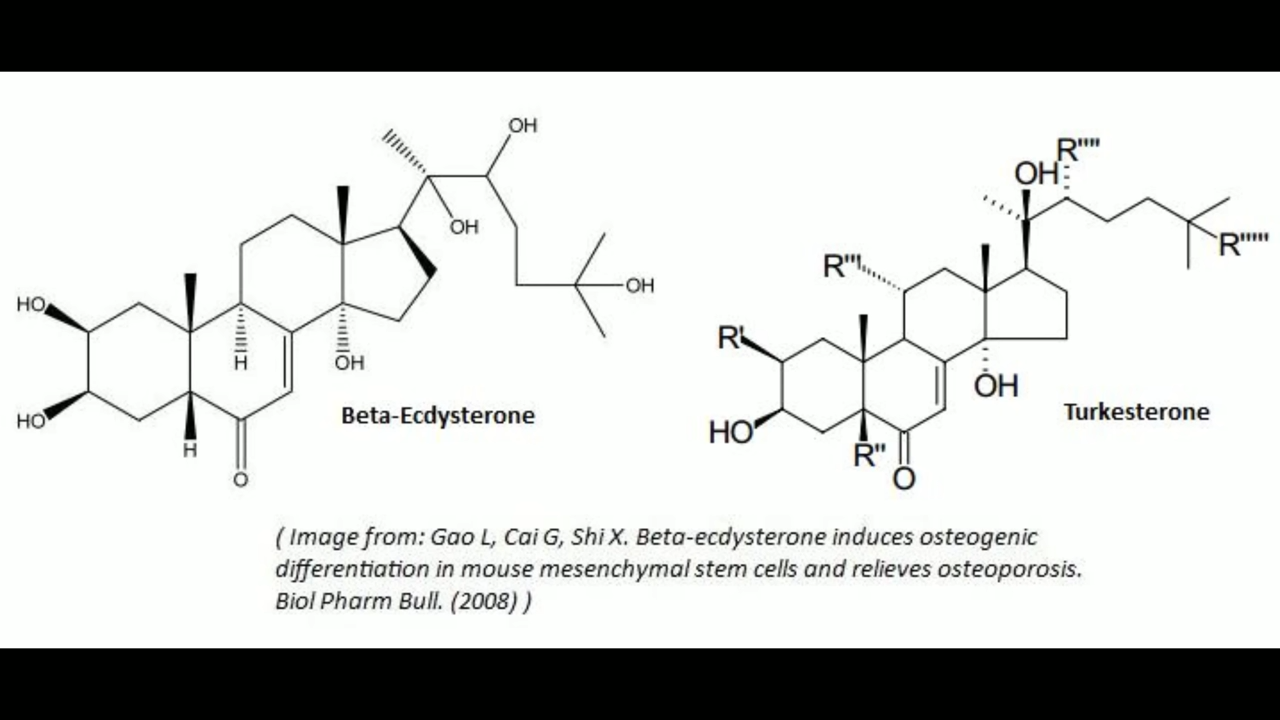 OH
OH
HO
H
OH
OH
HO
H
O
Beta-Ecdysterone
R''''
OH
R'''''
R'''
R'
OH
HO
R''
O
Turkesterone
( Image from: Gao L, Cai G, Shi X. Beta-ecdysterone induces osteogenic
differentiation in mouse mesenchymal stem cells and relieves osteoporosis.
Biol Pharm Bull. (2008) )